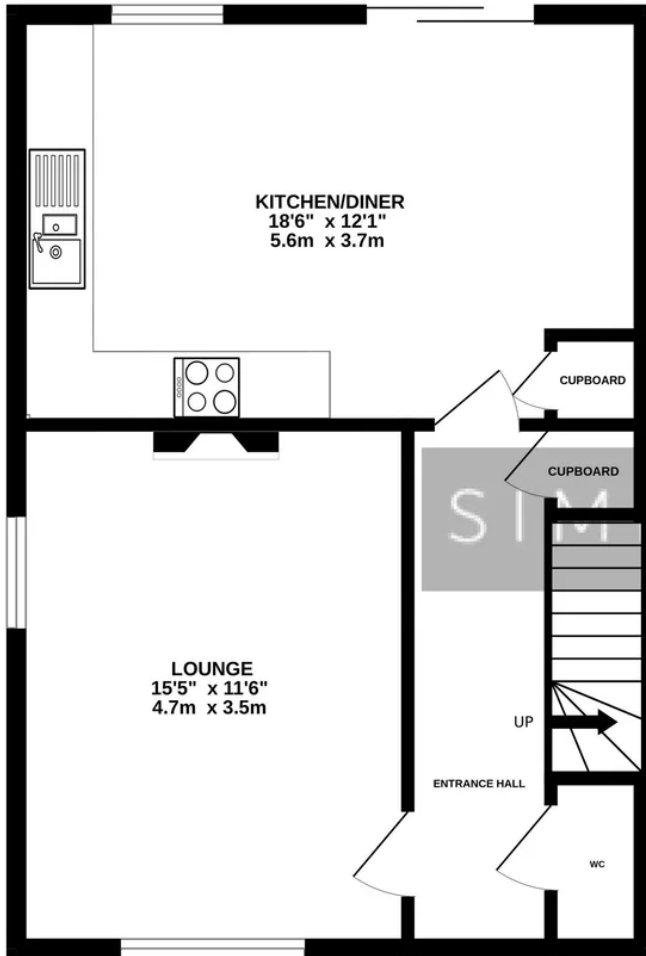 KITCHEN/DINER
18'6" x 12'1"
5.6m x 3.7m
CUPBOARD
CUPBOARD
SIM
LOUNGE
15'5" x 11'6"
4.7m x 3.5m
UP
ENTRANCE HALL
WC